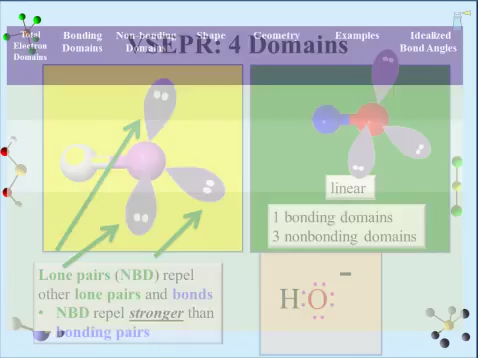 VSEPR: 4 Domains
Total Electron Domains
Bonding Domains
Non-bonding Domains
Shape
Geometry
Examples
Idealized Bond Angles
linear
1 bonding domains
3 nonbonding domains
Lone pairs (NBD) repel
other lone pairs and bonds
• NBD repel stronger than
bonding pairs
H O -